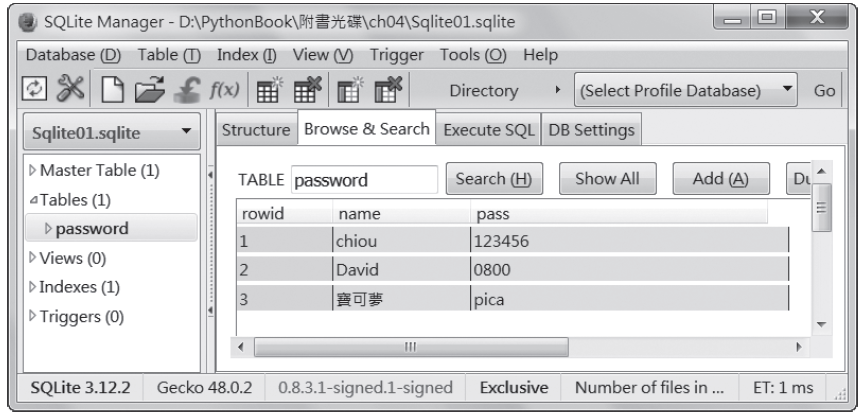 SQLite Manager - D:\PythonBook\附書光碟\ch04\Sqlite01.sqlite
Database (D) Table (T) Index (I) View (V) Trigger Tools (O) Help
f(x) Directory (Select Profile Database) Go
Sqlite01.sqlite
Master Table (1)
Tables (1)
password
Views (0)
Indexes (1)
Triggers (0)
Structure Browse & Search Execute SQL DB Settings
TABLE password Search (H) Show All Add (A)
rowid name pass
1 chiou 123456
2 David 0800
3 寶可夢 pica
SQLite 3.12.2 Gecko 48.0.2 0.8.3.1-signed.1-signed Exclusive Number of files in ... ET: 1 ms